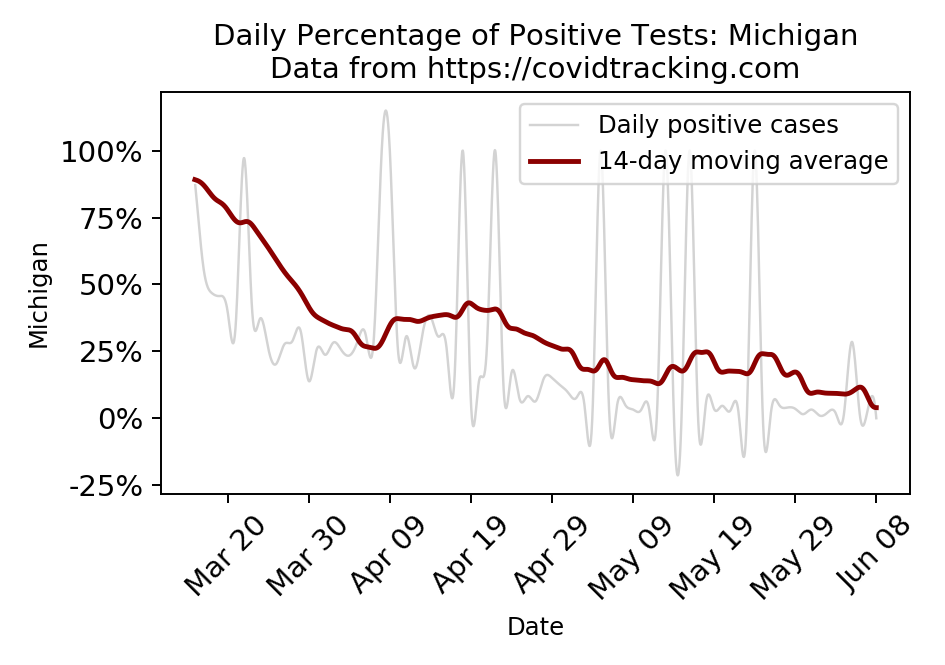 Daily Percentage of Positive Tests: Michigan
Data from https://covidtracking.com
Daily positive cases
14-day moving average
100%
75%
50%
25%
0%
-25%
Michigan
Mar 20
Mar 30
Apr 09
Apr 19
Apr 29
May 09
May 19
May 29
Jun 08
Date